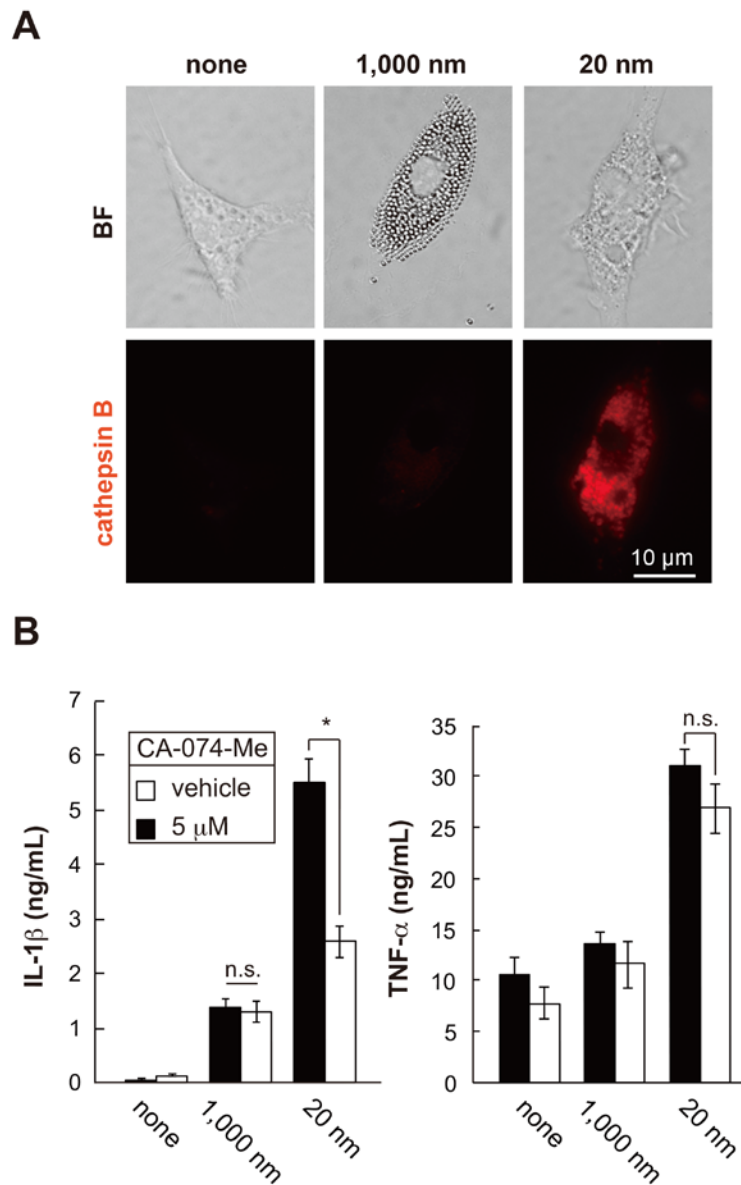 A
none 1,000 nm 20 nm
BF
cathepsin B
10 µm
B
IL-1β (ng/mL)
7
6
5
4
3
2
1
0
CA-074-Me
vehicle
5 µM
n.s.
*
none
1,000 nm
20 nm
TNF-α (ng/mL)
35
30
25
20
15
10
5
0
n.s.
none
1,000 nm
20 nm